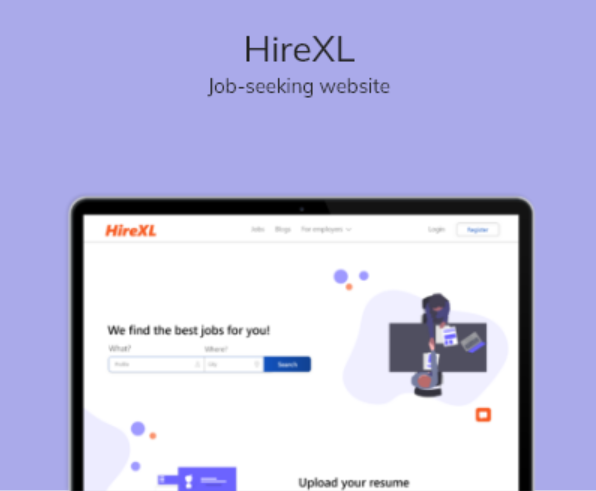 HireXL
Job-seeking website
HireXL
Jobs Blogs For employers Login Register
We find the best jobs for you!
What? Where?
City Search
Upload your resume